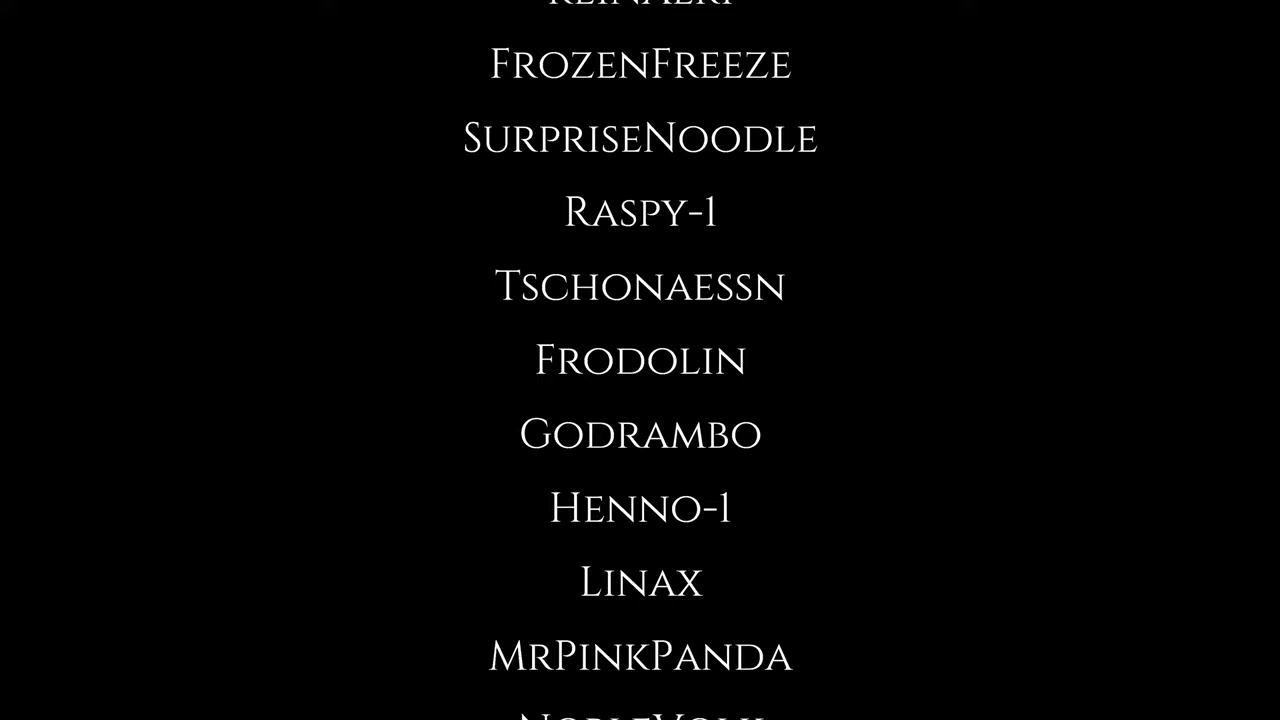 FrozenFreeze
SurpriseNoodle
Raspy-1
Tschonaessn
Frodolin
Godrambo
Henno-1
Linax
MrPinkPanda